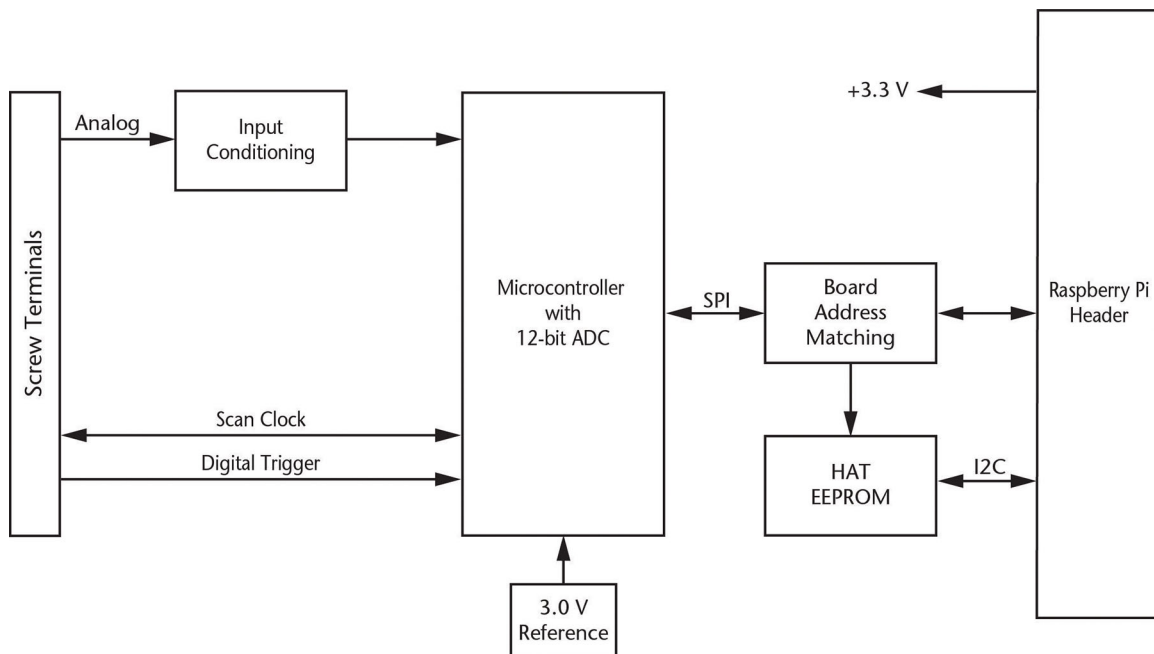 +3.3 V
Analog
Input
Conditioning
Screw Terminals
Microcontroller
with
12-bit ADC
SPI
Board
Address
Matching
Raspberry Pi
Header
Scan Clock
Digital Trigger
HAT
EEPROM
I2C
3.0 V
Reference